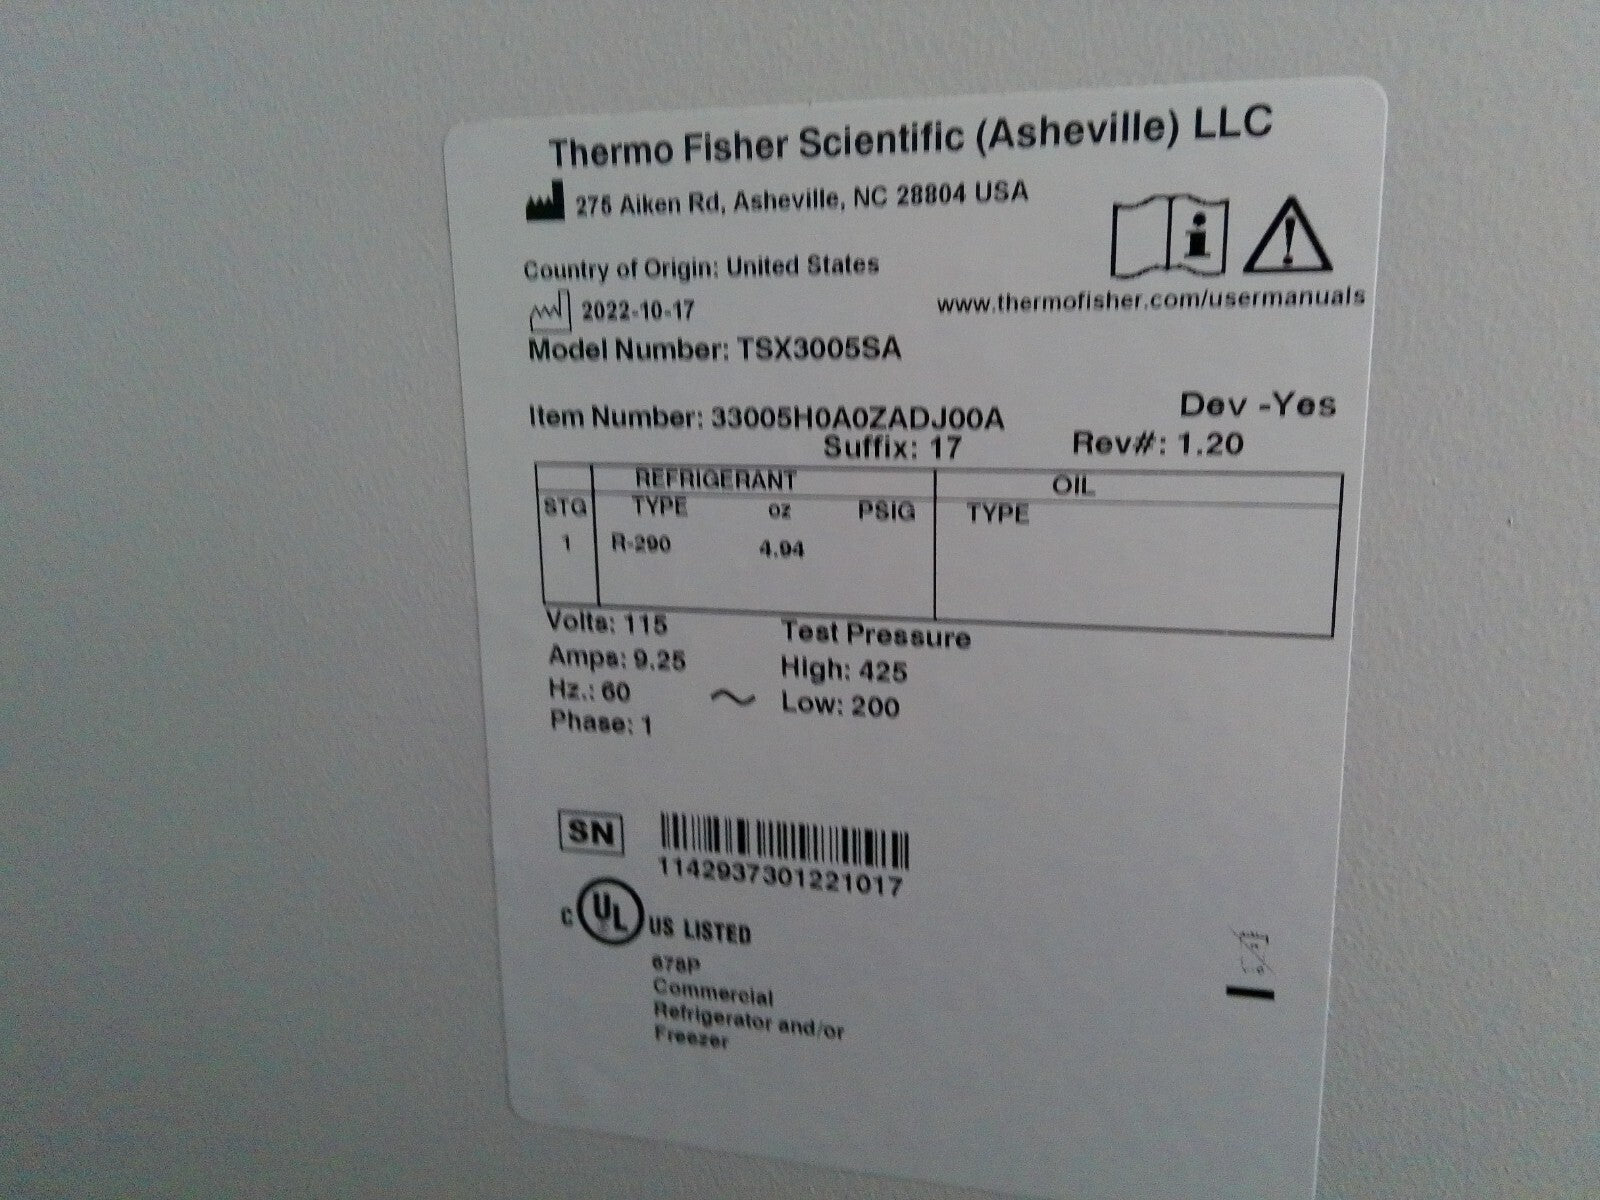 Thermo Fisher Scientific (Asheville) LLC
275 Aiken Rd, Asheville, NC 28804 USA
Country of Origin: United States
2022-10-17
www.thermofisher.com/usermanuals
Model Number: TSX3005SA
Item Number: 33005H0A0ZADJ00A
Dev -Yes
Suffix: 17
Rev#: 1.20
REFRIGERANT OIL
STG TYPE oz PSIG TYPE
1 R-290 4.94
Volts: 115
Amps: 9.25
Hz.: 60
Phase: 1
~
Test Pressure
High: 425
Low: 200
SN
1142937301221017
C UL US LISTED
678P
Commercial
Refrigerator and/or
Freezer